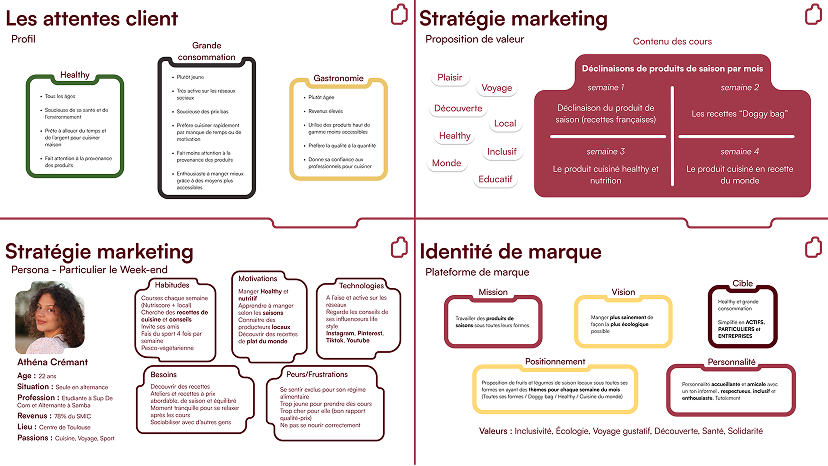 Les attentes client
Profil
Healthy
• Tous les âges
• Soucieuse de sa santé et de
l'environnement
• Prête à allouer du temps et
de l'argent pour cuisiner
maison
• Fait attention à la provenance
des produits
Grande
consommation
• Plutôt jeune
• Très active sur les réseaux
sociaux
• Soucieuse des prix bas
• Préfère cuisiner rapidement
par manque de temps ou de
motivation
• Fait moins attention à la
provenance des produits
• Enthousiaste à manger mieux
grâce à des moyens plus
accessibles
Gastronomie
• Plutôt âgée
• Revenus élevés
• Utilise des produits haut de
gamme moins accessibles
• Préfère la qualité à la quantité
• Donne sa confiance aux
professionnels pour cuisiner
Stratégie marketing
Proposition de valeur
Plaisir
Voyage
Découverte
Local
Healthy
Inclusif
Monde
Educatif
Contenu des cours
Déclinaisons de produits de saison par mois
semaine 1
Déclinaison du produit de
saison (recettes françaises)
semaine 2
Les recettes "Doggy bag"
semaine 3
Le produit cuisiné healthy et
nutrition
semaine 4
Le produit cuisiné en recette
du monde
Stratégie marketing
Persona - Particulier le Week-end
Athéna Crémant
Age : 22 ans
Situation : Seule en alternance
Profession : Etudiante à Sup De
Com et Alternante à Samba
Revenus : 78% du SMIC
Lieu : Centre de Toulouse
Passions : Cuisine, Voyage, Sport
Habitudes
Courses chaque semaine
(Nutriscore + local)
Cherche des recettes de
cuisine et conseils
Invite ses amis
Fais du sport 4 fois par
semaine
Pesco-végétarienne
Motivations
Manger Healthy et
nutritif
Apprendre à manger
selon les saisons
Connaitre des
producteurs locaux
Découvrir des recettes
de plat du monde
Technologies
A l'aise et active sur les
réseaux
Regarde les conseils de
ses influenceurs life
style
Instagram, Pinterest,
Tiktok, Youtube
Besoins
Découvrir des recettes
Ateliers et recettes à prix
abordable, de saison et équilibré
Moment tranquille pour se relaxer
après les cours
Sociabiliser avec d'autres gens
Peurs/Frustrations
Se sentir exclus pour son régime
alimentaire
Trop jeune pour prendre des cours
Trop cher pour elle (bon rapport
qualité-prix)
Ne pas se nourir correctement
Identité de marque
Plateforme de marque
Mission
Travailler des produits de
saisons sous toutes leurs formes
Vision
Manger plus sainement de
façon la plus écologique
possible
Cible
Healthy et grande
consommation
Simplifié en ACTIFS,
PARTICULIERS et
ENTREPRISES
Positionnement
Proposition de fruits et légumes de saison locaux sous toutes ses
formes en ayant des thèmes pour chaque semaine du mois
(Toutes ses formes / Doggy bag / Healthy / Cuisine du monde)
Personnalité
Personnalité accueillante et amicale avec
un ton informel , respectueux, inclusif et
enthousiaste. Tutoiement
Valeurs : Inclusivité, Écologie, Voyage gustatif, Découverte, Santé, Solidarité